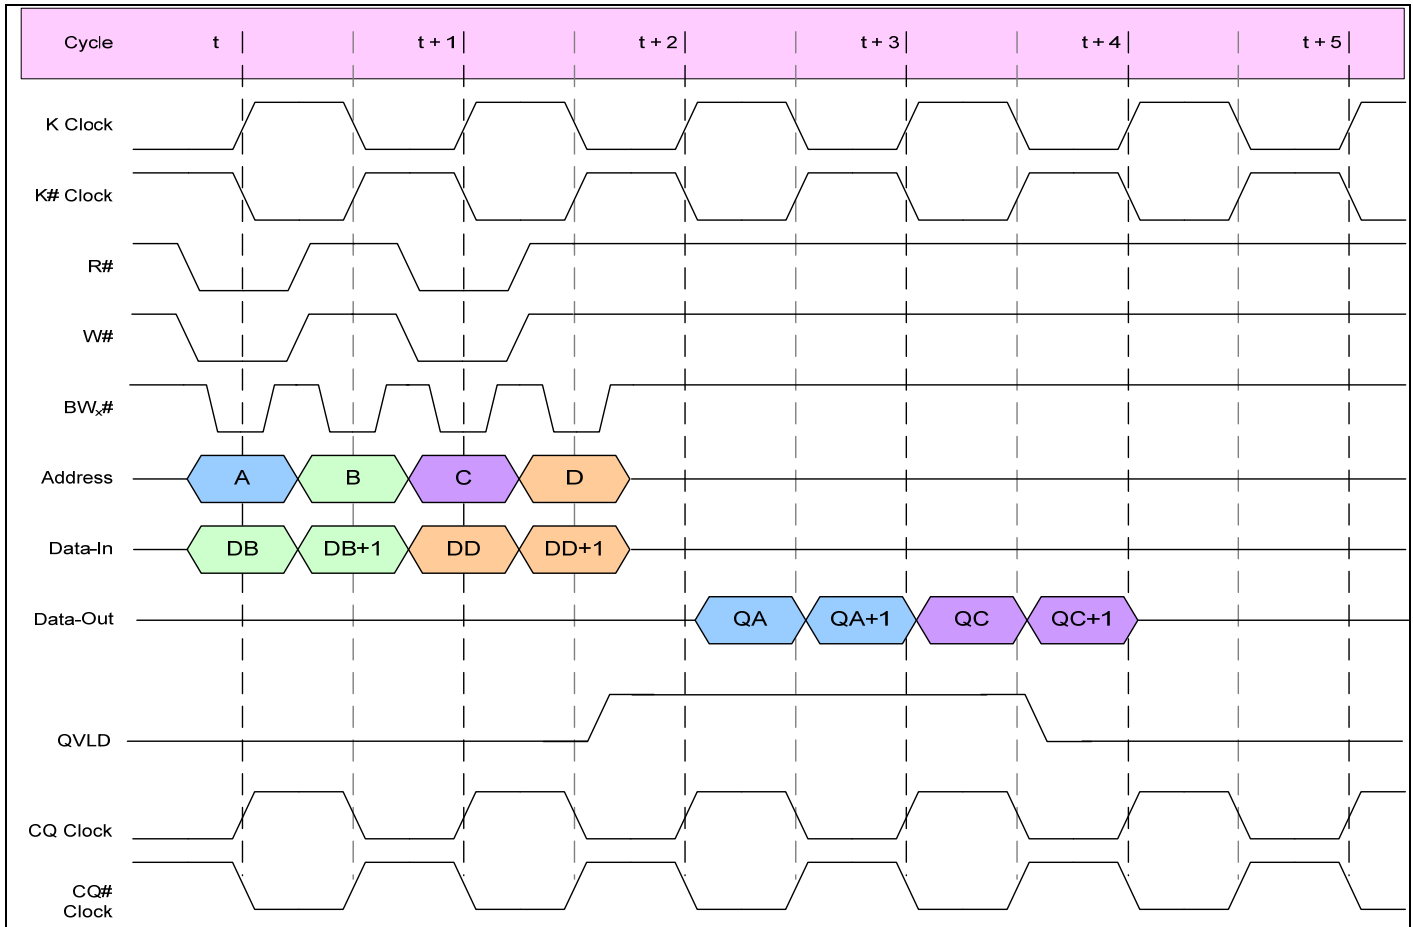 Cycle t t + 1 t + 2 t + 3 t + 4 t + 5
K Clock
K# Clock
R#
W#
BWx#
Address A B C D
Data-In DB DB+1 DD DD+1
Data-Out QA QA+1 QC QC+1
QVLD
CQ Clock
CQ#
Clock